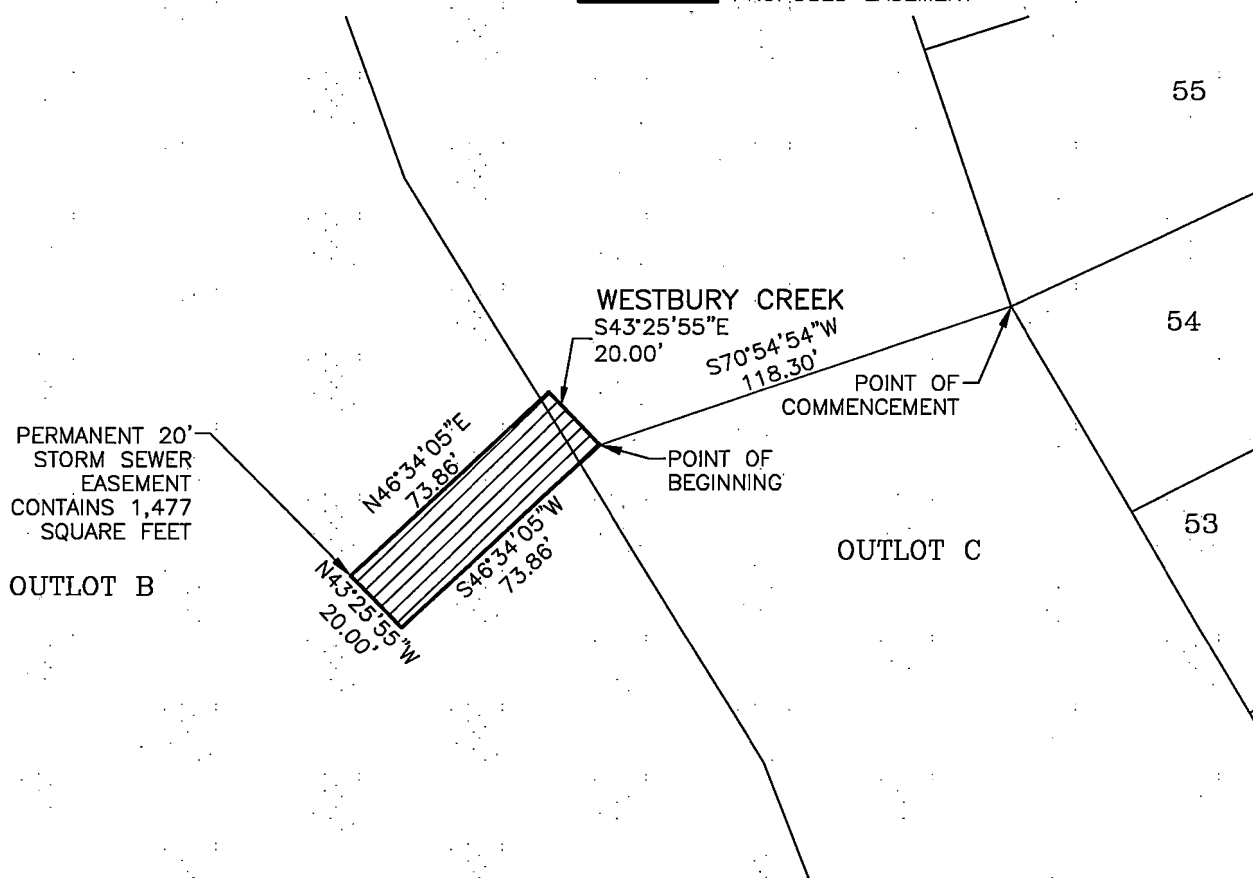 55
WESTBURY CREEK
S43°25'55"E
20.00'
S70°54'54"W
118.30'
54
POINT OF
COMMENCEMENT
PERMANENT 20'
STORM SEWER
EASEMENT
CONTAINS 1,477
SQUARE FEET
N46°34'05"E
73.86'
POINT OF
BEGINNING
53
OUTLOT C
S46°34'05"W
73.86'
OUTLOT B
N43°25'55"W
20.00'